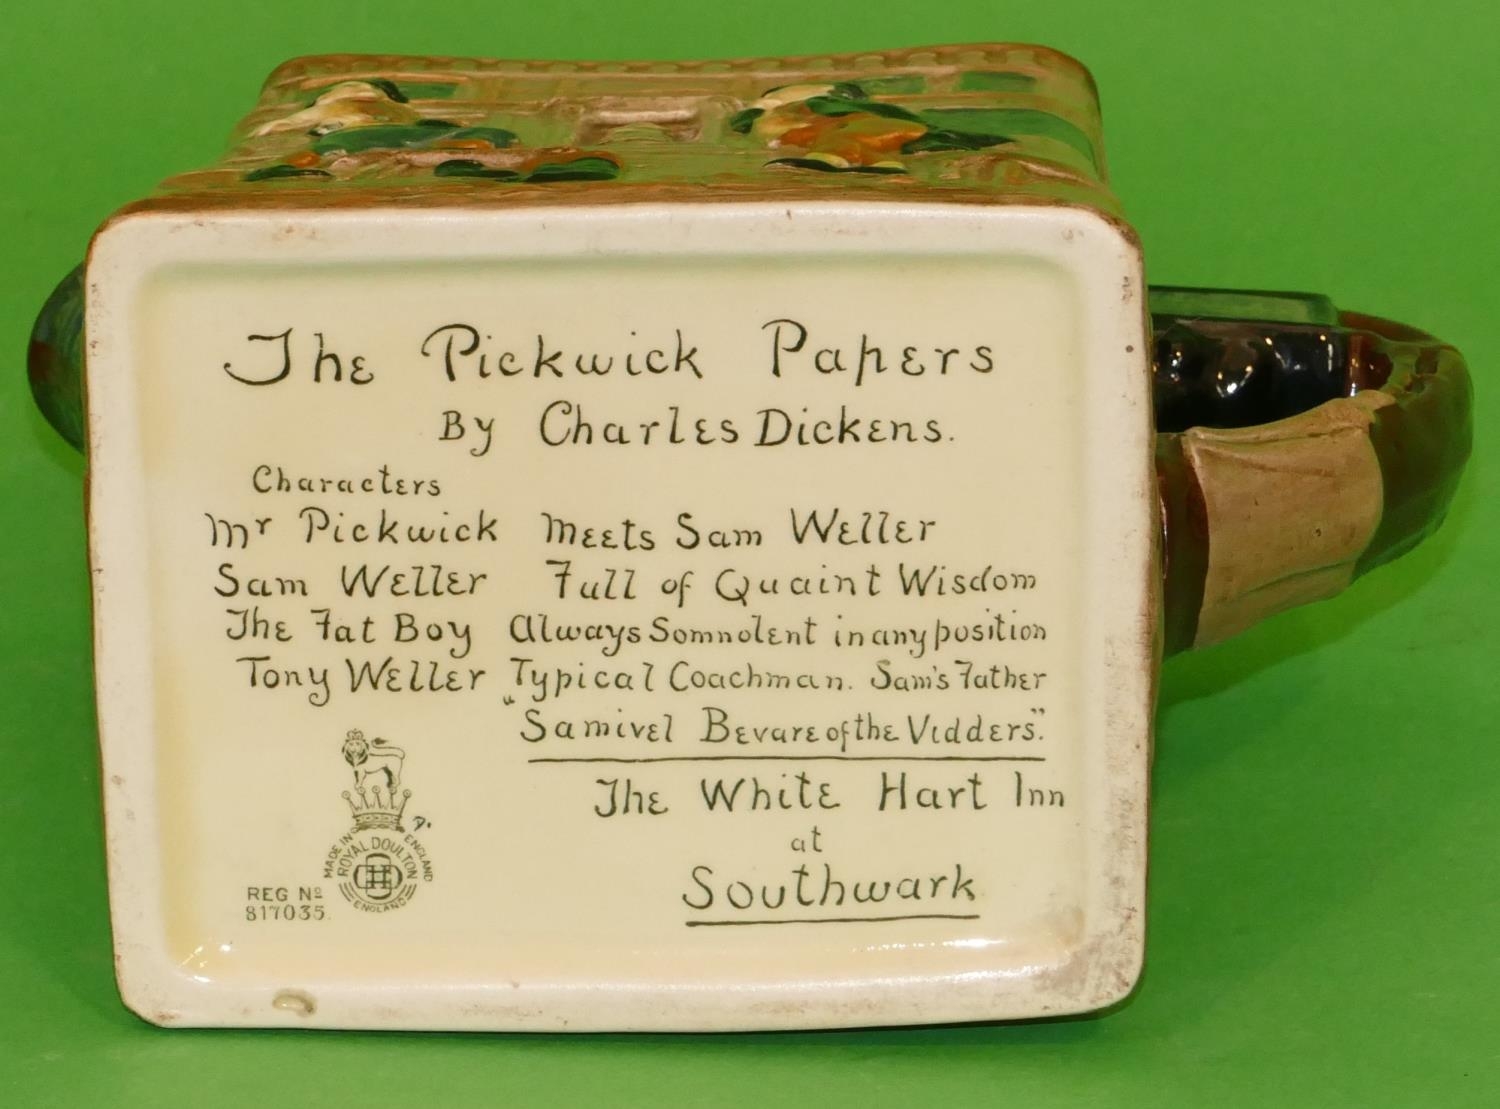 The Pickwick Papers
By Charles Dickens.
Characters
Mr Pickwick Meets Sam Weller
Sam Weller Full of Quaint Wisdom
The Fat Boy Always Somnolent in any position
Tony Weller Typical Coachman. Sam's Father
"Samivel Bevare of the Vidders."
The White Hart Inn
at
Southwark
D.
MADE IN ENGLAND
ROYAL DOULTON
ENGLAND
REG No
817035.